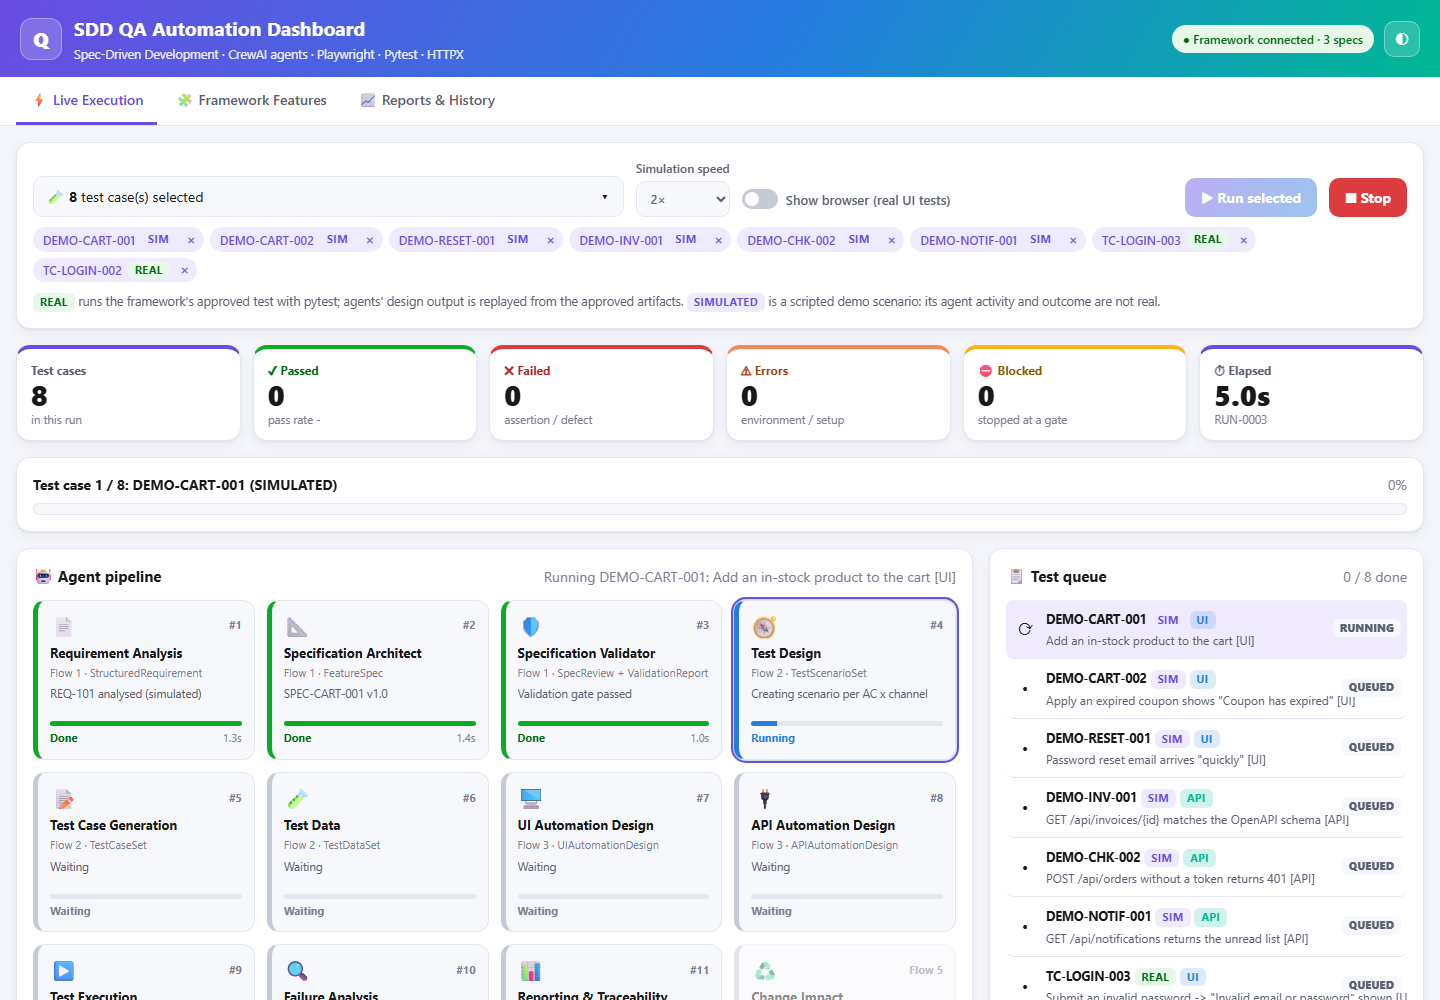 Q
SDD QA Automation Dashboard
Spec-Driven Development · CrewAI agents · Playwright · Pytest · HTTPX
● Framework connected · 3 specs
Live Execution
Framework Features
Reports & History
8 test case(s) selected
Simulation speed
2×
Show browser (real UI tests)
▶ Run selected
■ Stop
DEMO-CART-001 SIM ×
DEMO-CART-002 SIM ×
DEMO-RESET-001 SIM ×
DEMO-INV-001 SIM ×
DEMO-CHK-002 SIM ×
DEMO-NOTIF-001 SIM ×
TC-LOGIN-003 REAL ×
TC-LOGIN-002 REAL ×
REAL runs the framework's approved test with pytest; agents' design output is replayed from the approved artifacts. SIMULATED is a scripted demo scenario: its agent activity and outcome are not real.
Test cases
8
in this run
✓ Passed
0
pass rate -
✕ Failed
0
assertion / defect
⚠ Errors
0
environment / setup
⛔ Blocked
0
stopped at a gate
⏱ Elapsed
5.0s
RUN-0003
Test case 1 / 8: DEMO-CART-001 (SIMULATED)
0%
Agent pipeline
Running DEMO-CART-001: Add an in-stock product to the cart [UI]
#1
Requirement Analysis
Flow 1 · StructuredRequirement
REQ-101 analysed (simulated)
Done 1.3s
#2
Specification Architect
Flow 1 · FeatureSpec
SPEC-CART-001 v1.0
Done 1.4s
#3
Specification Validator
Flow 1 · SpecReview + ValidationReport
Validation gate passed
Done 1.0s
#4
Test Design
Flow 2 · TestScenarioSet
Creating scenario per AC x channel
Running
#5
Test Case Generation
Flow 2 · TestCaseSet
Waiting
Waiting
#6
Test Data
Flow 2 · TestDataSet
Waiting
Waiting
#7
UI Automation Design
Flow 3 · UIAutomationDesign
Waiting
Waiting
#8
API Automation Design
Flow 3 · APIAutomationDesign
Waiting
Waiting
#9
Test Execution
#10
Failure Analysis
#11
Reporting & Traceability
Flow 5
Change Impact
Test queue
0 / 8 done
DEMO-CART-001 SIM UI
Add an in-stock product to the cart [UI]
RUNNING
DEMO-CART-002 SIM UI
Apply an expired coupon shows "Coupon has expired" [UI]
QUEUED
DEMO-RESET-001 SIM UI
Password reset email arrives "quickly" [UI]
QUEUED
DEMO-INV-001 SIM API
GET /api/invoices/{id} matches the OpenAPI schema [API]
QUEUED
DEMO-CHK-002 SIM API
POST /api/orders without a token returns 401 [API]
QUEUED
DEMO-NOTIF-001 SIM API
GET /api/notifications returns the unread list [API]
QUEUED
TC-LOGIN-003 REAL UI
Submit an invalid password -> "Invalid email or password" shown [U
QUEUED